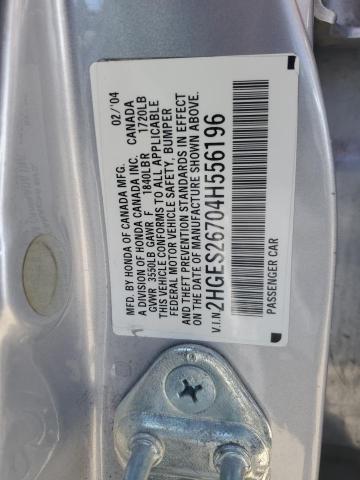 MFD. BY HONDA OF CANADA MFG. 02/'04
A DIVISION OF HONDA CANADA INC. CANADA
GVWR 3550LB GAWR F 1840LBR 1720LB
THIS VEHICLE CONFORMS TO ALL APPLICABLE
FEDERAL MOTOR VEHICLE SAFETY, BUMPER
AND THEFT PREVENTION STANDARDS IN EFFECT
ON THE DATE OF MANUFACTURE SHOWN ABOVE.
V.I.N. 2HGES26704H556196
PASSENGER CAR